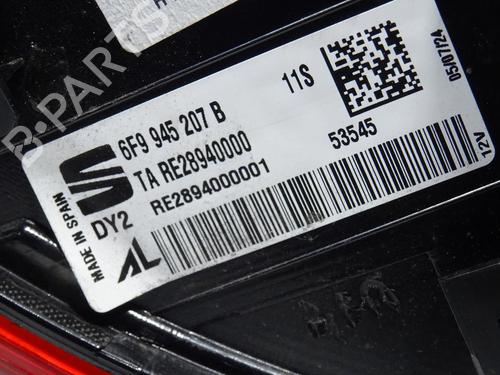 B-PARTS
MADE IN SPAIN
6F9 945 207 B
11S
05/07/24
TA RE28940000
53545
12V
DY2
RE2894000001
AL